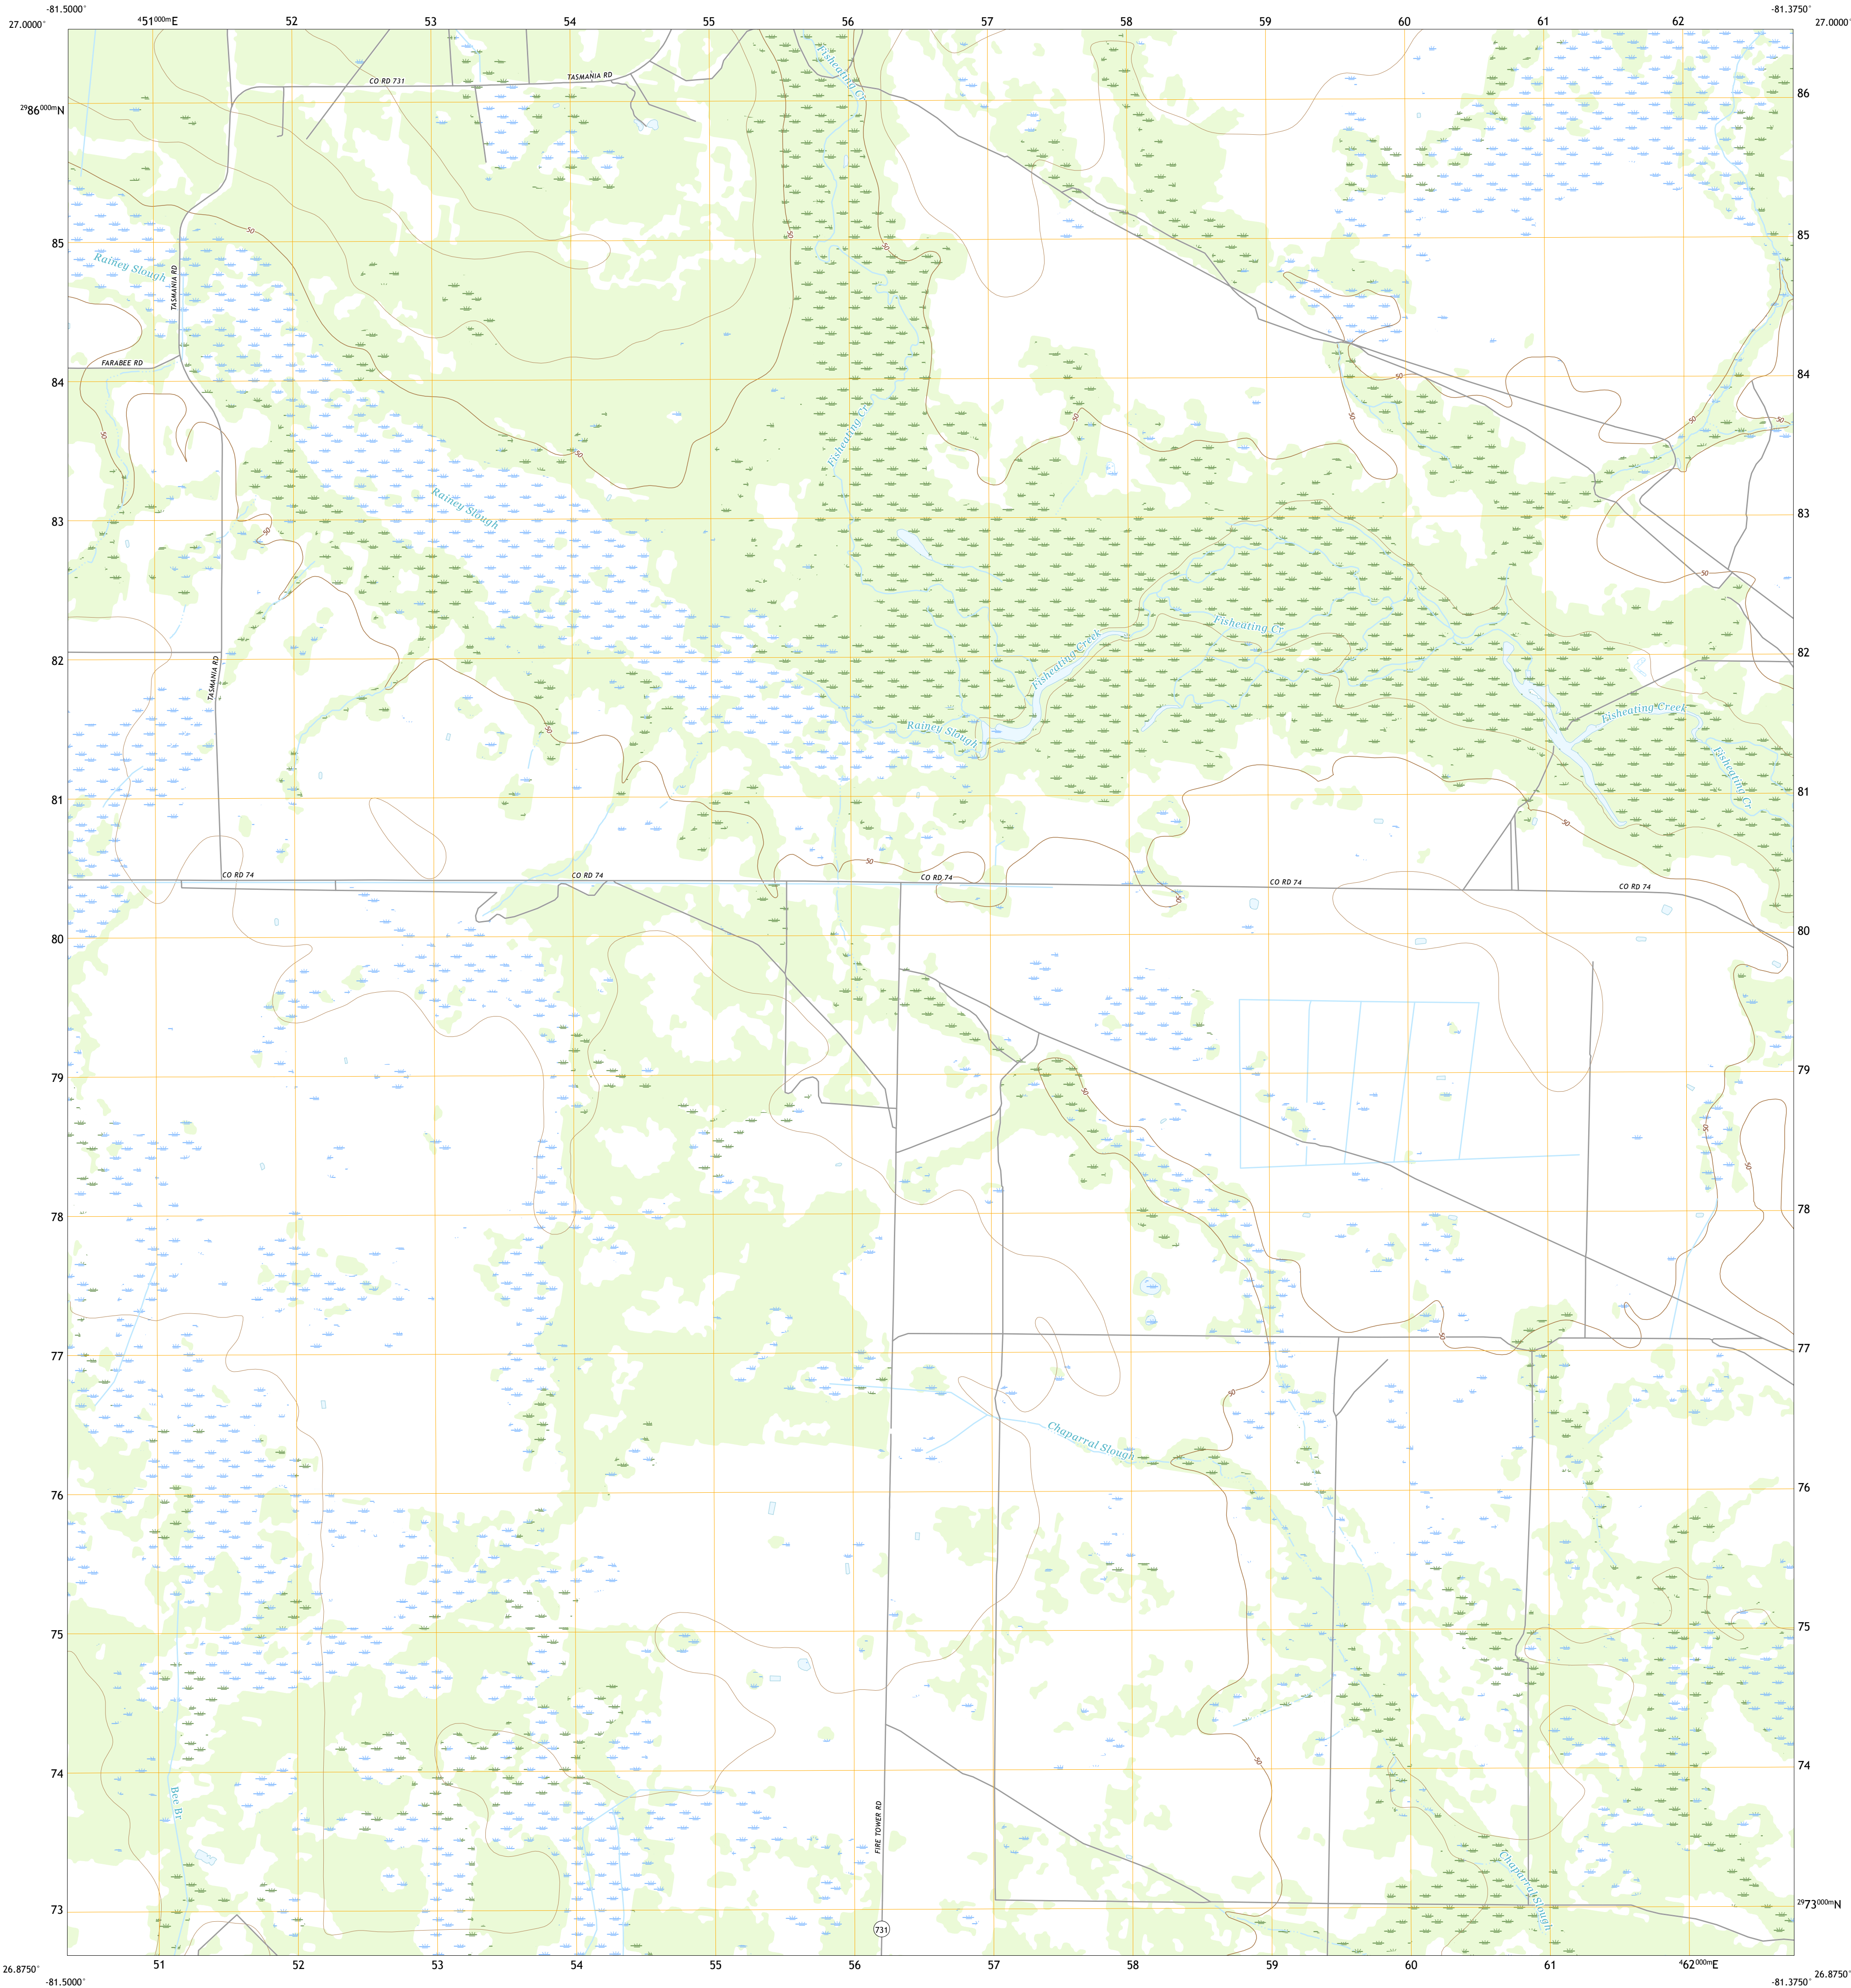 -81.5000°
-81.3750°
27.0000°
451000mE
52
53
54
55
56
57
58
59
60
61
62
27.0000°
Fisheating Cr
CO RD 731
TASMANIA RD
2986000mN
86
50
85
50
50
85
Rainey Slough
TASMANIA RD
FARABEE RD
84
50
84
50
50
50
50
50
Fisheating Cr
50
50
Rainey Slough
83
50
83
50
Fisheating Cr
Fisheating Creek
82
82
TASMANIA RD
Fisheating Creek
50
Rainey Slough
Fisheating Cr
81
81
50
50
CO RD 74
CO RD 74
CO RD 74
CO RD 74
CO RD 74
50
80
80
79
79
50
50
50
78
78
50
77
77
50
Chaparral Slough
76
76
75
75
50
74
74
Bee Br
FIRE TOWER RD
Chaparral Slough
73
2973000mN
731
51
52
53
54
55
56
57
58
59
60
61
462000mE
26.8750°
26.8750°
-81.5000°
-81.3750°